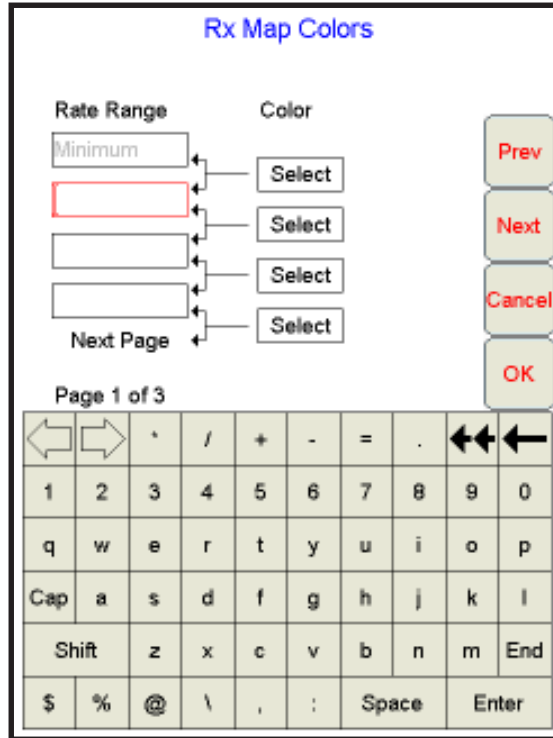 Rx Map Colors
Rate Range Color
Minimum
Select
Select
Select
Select
Next Page
Page 1 of 3
Prev
Next
Cancel
OK
* / + - = .
1 2 3 4 5 6 7 8 9 0
q w e r t y u i o p
Cap a s d f g h j k l
Shift z x c v b n m End
$ % @ \ , : Space Enter